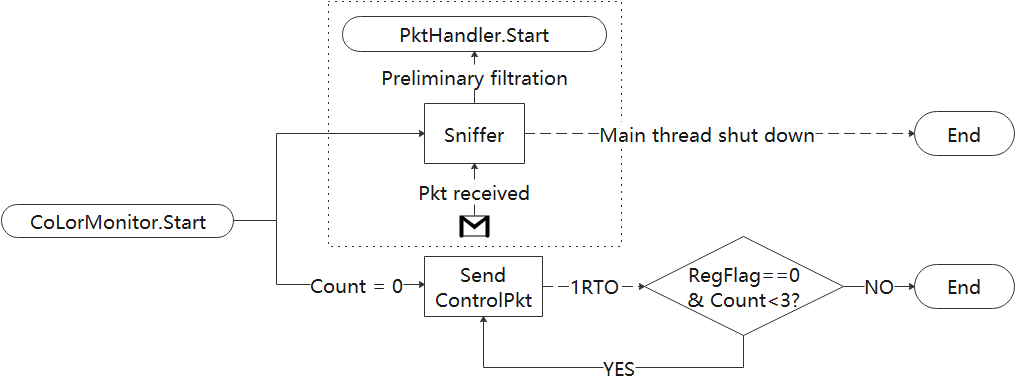 PktHandler.Start
Preliminary filtration
Sniffer
Main thread shut down
End
Pkt received
CoLorMonitor.Start
Count = 0
Send
ControlPkt
1RTO
RegFlag==0
& Count<3?
NO
End
YES